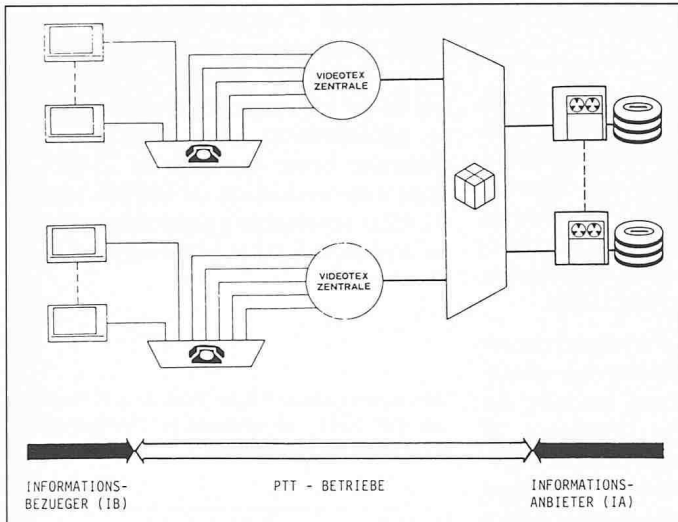 VIDEOTEX
ZENTRALE
VIDEOTEX
ZENTRALE
INFORMATIONS-
BEZUEGER (IB)
PTT - BETRIEBE
INFORMATIONS-
ANBIETER (IA)